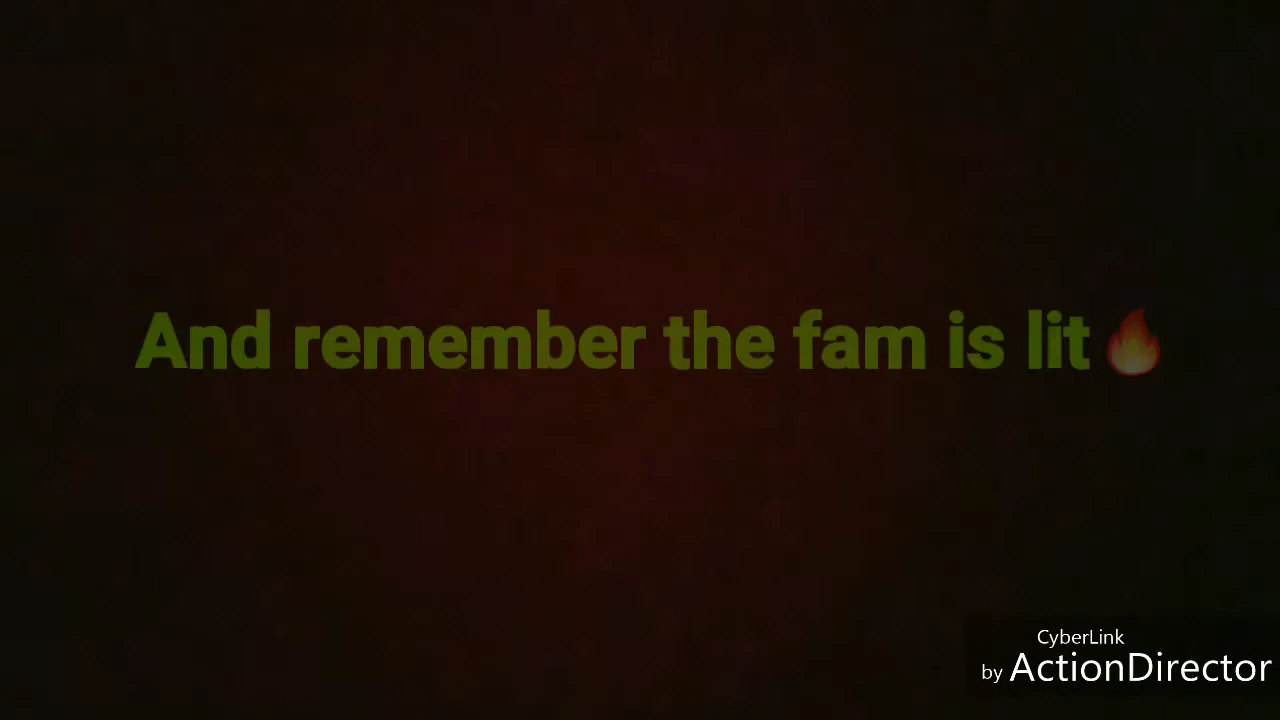 And remember the fam is lit 🔥
CyberLink
by ActionDirector